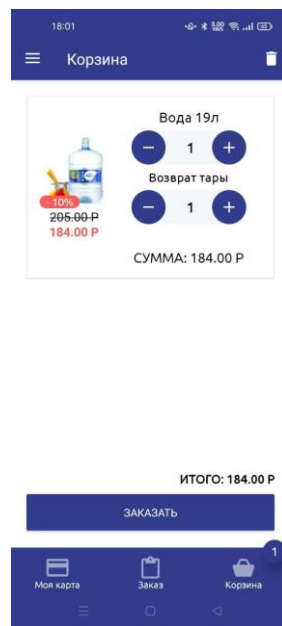 18:01
Корзина
Вода 19л
1
Возврат тары
1
- 10%
205.00 Р
184.00 Р
СУММА: 184.00 Р
ИТОГО: 184.00 Р
ЗАКАЗАТЬ
1
Моя карта
Заказ
Корзина